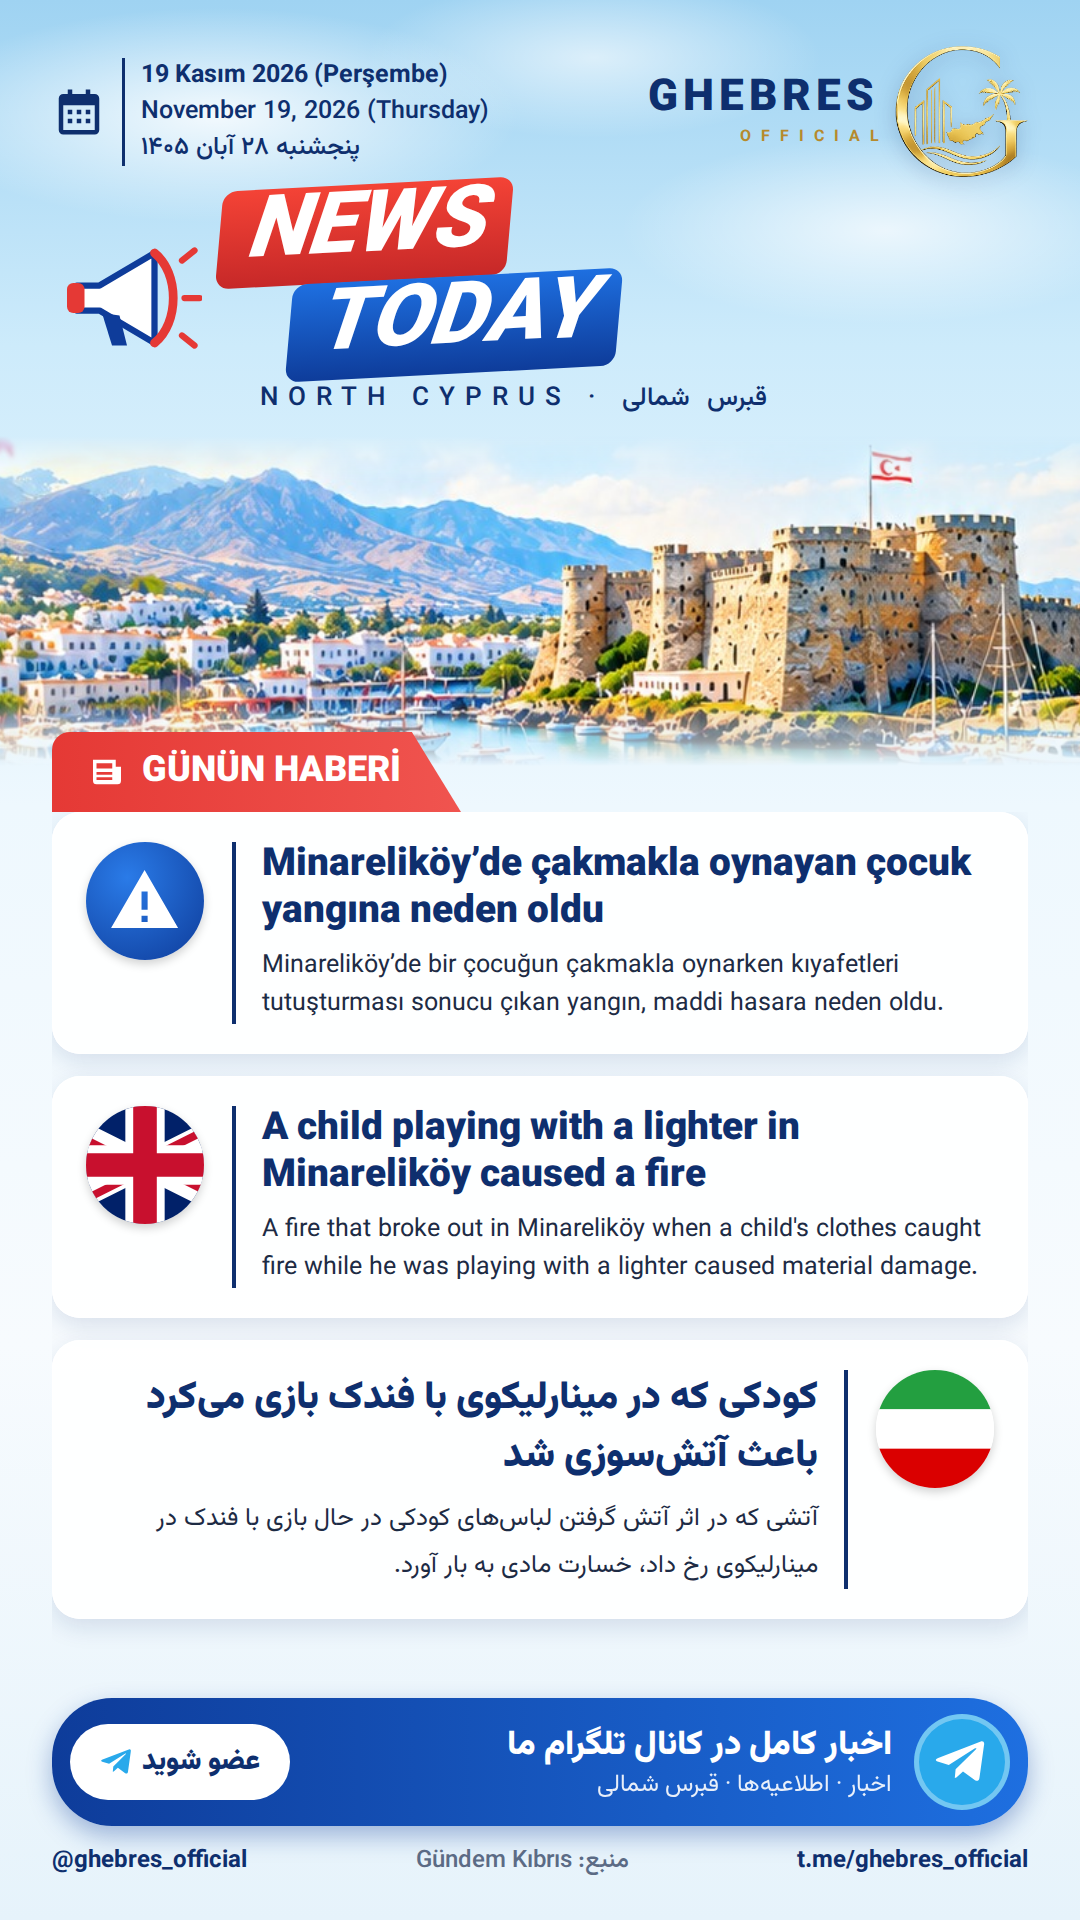 19 Kasım 2026 (Perşembe)
November 19, 2026 (Thursday)
پنجشنبه ۲۸ آبان ۱۴۰۵
GHEBRES
OFFICIAL
NEWS
TODAY
NORTH CYPRUS · قبرس شمالی
GÜNÜN HABERİ
Minareliköy’de çakmakla oynayan çocuk
yangına neden oldu
Minareliköy’de bir çocuğun çakmakla oynarken kıyafetleri
tutuşturması sonucu çıkan yangın, maddi hasara neden oldu.
A child playing with a lighter in
Minareliköy caused a fire
A fire that broke out in Minareliköy when a child's clothes caught
fire while he was playing with a lighter caused material damage.
کودکی که در مینارلیکوی با فندک بازی می‌کرد
باعث آتش‌سوزی شد
آتشی که در اثر آتش گرفتن لباس‌های کودکی در حال بازی با فندک در
مینارلیکوی رخ داد، خسارت مادی به بار آورد.
اخبار کامل در کانال تلگرام ما
اخبار · اطلاعیه‌ها · قبرس شمالی
عضو شوید
@ghebres_official
منبع: Gündem Kıbrıs
t.me/ghebres_official